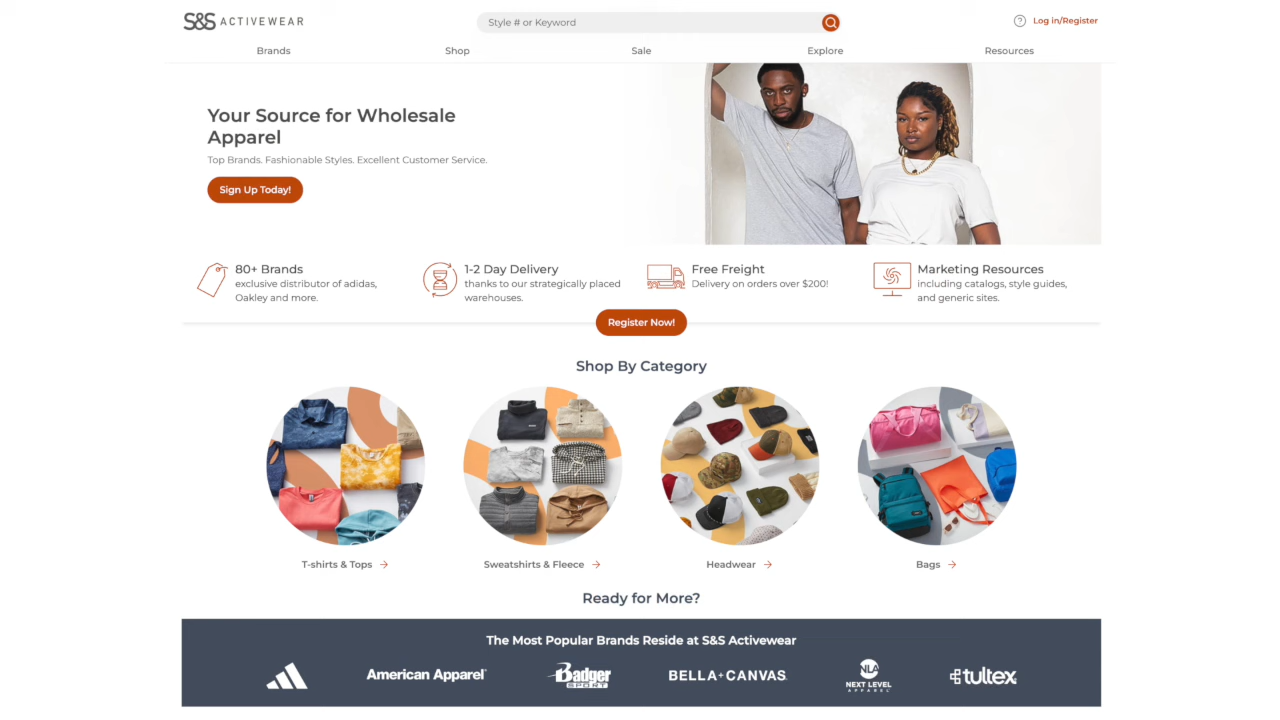 S&S ACTIVEWEAR
Style # or Keyword
? Log in/Register
Brands
Shop
Sale
Explore
Resources
Your Source for Wholesale
Apparel
Top Brands. Fashionable Styles. Excellent Customer Service.
Sign Up Today!
80+ Brands
exclusive distributor of adidas,
Oakley and more.
1-2 Day Delivery
thanks to our strategically placed
warehouses.
Free Freight
Delivery on orders over $200!
Marketing Resources
including catalogs, style guides,
and generic sites.
Register Now!
Shop By Category
T-shirts & Tops
Sweatshirts & Fleece
Headwear
Bags
Ready for More?
The Most Popular Brands Reside at S&S Activewear
American Apparel
Badger
SPORT
BELLA+CANVAS
NLA
NEXT LEVEL
APPAREL
tultex